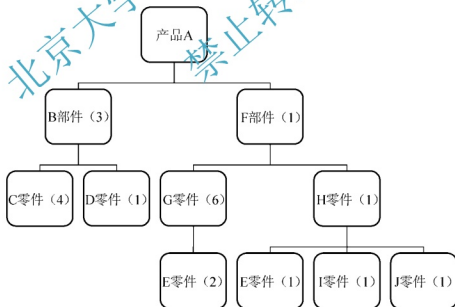 北京大学
禁止转
产品A
B部件（3）
F部件（1）
C零件（4）
D零件（1）
G零件（6）
H零件（1）
E零件（2）
E零件（1）
I零件（1）
J零件（1）